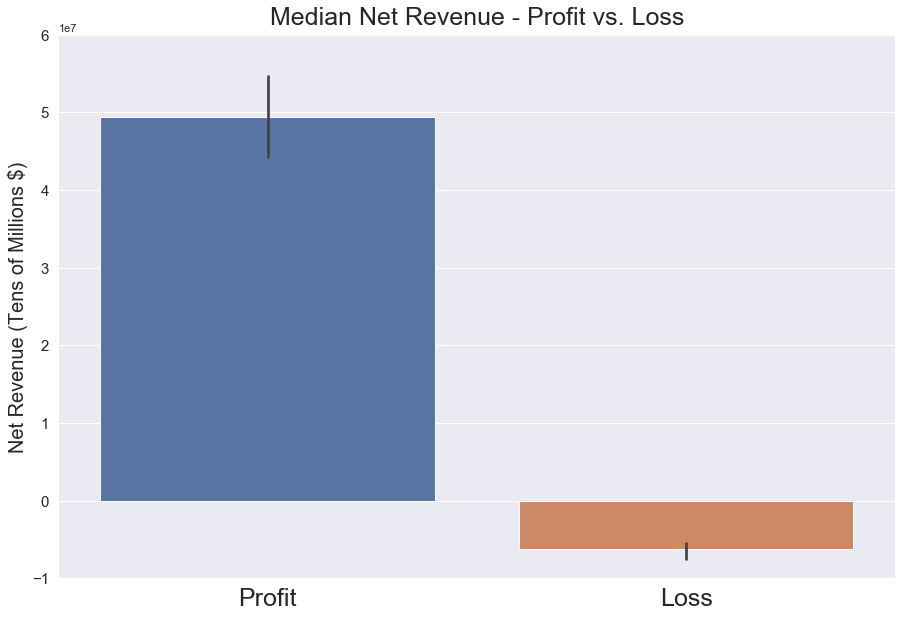 Median Net Revenue - Profit vs. Loss
1e7
6
5
4
3
2
1
0
−1
Net Revenue (Tens of Millions $)
Profit
Loss